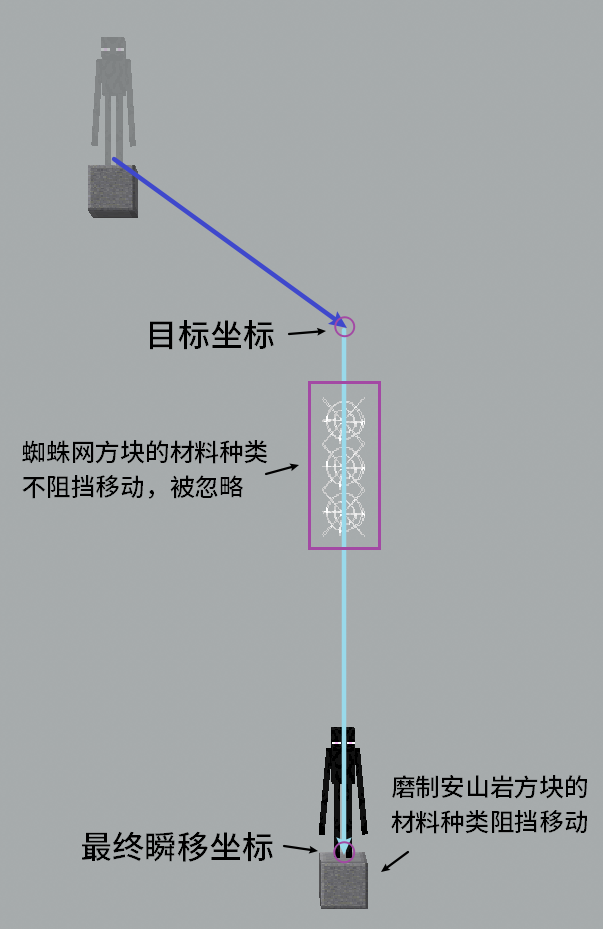 目标坐标
蜘蛛网方块的材料种类
不阻挡移动，被忽略
磨制安山岩方块的
材料种类阻挡移动
最终瞬移坐标